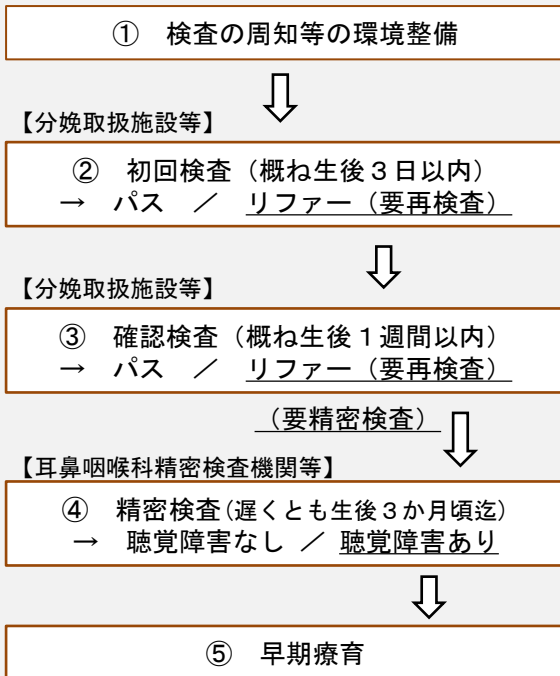 ① 検査の周知等の環境整備
【分娩取扱施設等】
② 初回検査（概ね生後３日以内）
→ パス ／ リファー（要再検査）
【分娩取扱施設等】
③ 確認検査（概ね生後１週間以内）
→ パス ／ リファー（要再検査）
（要精密検査）
【耳鼻咽喉科精密検査機関等】
④ 精密検査(遅くとも生後３か月頃迄)
→ 聴覚障害なし ／ 聴覚障害あり
⑤ 早期療育